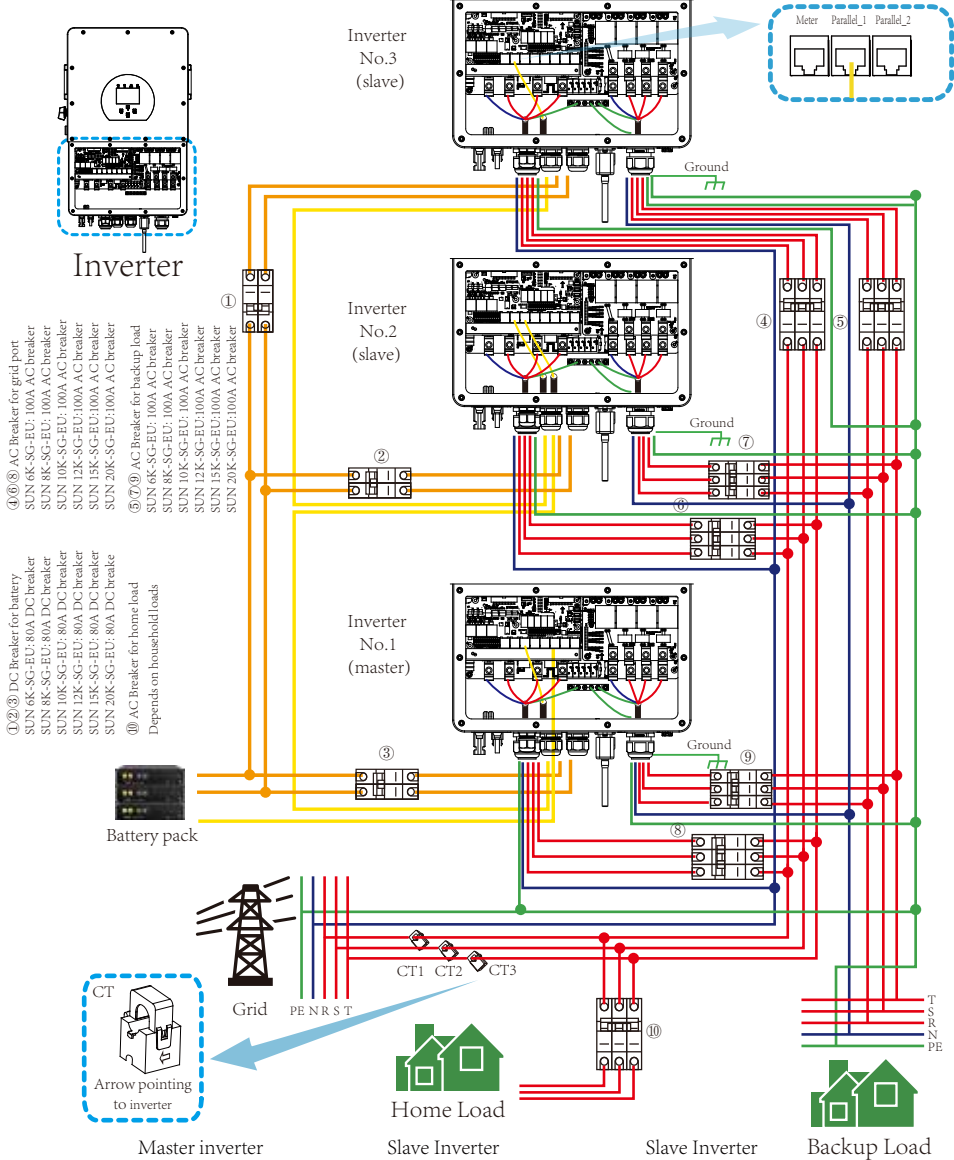 Meter Parallel_1 Parallel_2
Inverter
No.3
(slave)
Ground
Inverter
①
Inverter
No.2
(slave)
④
⑤
Ground
⑦
②
⑥
④⑥⑧ AC Breaker for grid port
SUN 6K-SG-EU: 100A AC breaker
SUN 8K-SG-EU: 100A AC breaker
SUN 10K-SG-EU: 100A AC breaker
SUN 12K-SG-EU:100A AC breaker
SUN 15K-SG-EU:100A AC breaker
SUN 20K-SG-EU:100A AC breaker
⑤⑦⑨ AC Breaker for backup load
SUN 6K-SG-EU: 100A AC breaker
SUN 8K-SG-EU: 100A AC breaker
SUN 10K-SG-EU: 100A AC breaker
SUN 12K-SG-EU:100A AC breaker
SUN 15K-SG-EU:100A AC breaker
SUN 20K-SG-EU:100A AC breaker
①②③ DC Breaker for battery
SUN 6K-SG-EU: 80A DC breaker
SUN 8K-SG-EU: 80A DC breaker
SUN 10K-SG-EU: 80A DC breaker
SUN 12K-SG-EU: 80A DC breaker
SUN 15K-SG-EU: 80A DC breaker
SUN 20K-SG-EU: 80A DC breake
⑩ AC Breaker for home load
Depends on household loads
Inverter
No.1
(master)
Ground
③
⑨
Battery pack
⑧
CT1 CT2 CT3
Grid
PE N R S T
CT
Arrow pointing
to inverter
⑩
T
S
R
N
PE
Home Load
Backup Load
Master inverter Slave Inverter Slave Inverter